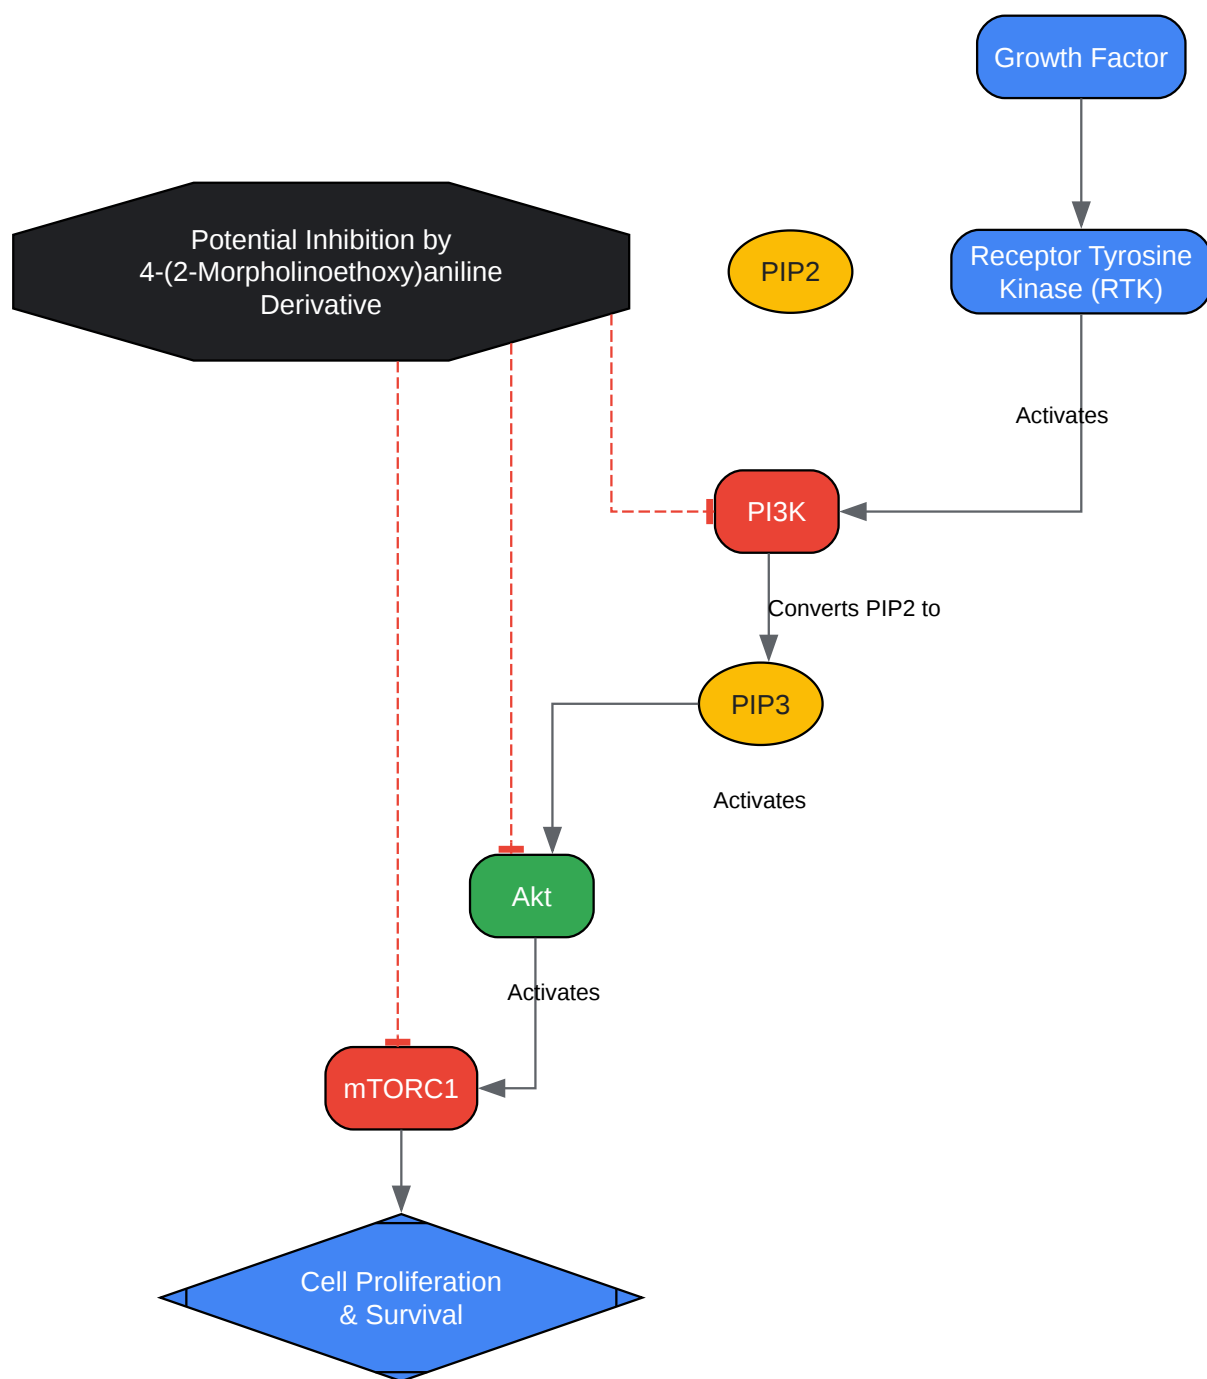 Growth Factor
Potential Inhibition by
4-(2-Morpholinoethoxy)aniline
Derivative
PIP2
Receptor Tyrosine
Kinase (RTK)
Activates
PI3K
Converts PIP2 to
PIP3
Activates
Akt
Activates
mTORC1
Cell Proliferation
& Survival